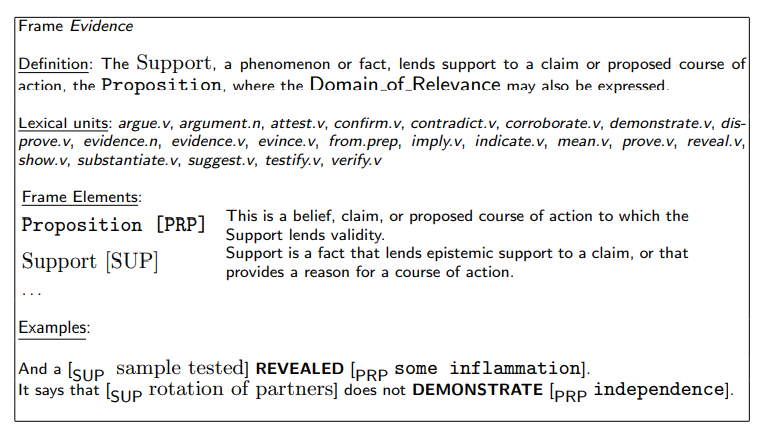 Frame Evidence
Definition: The Support, a phenomenon or fact, lends support to a claim or proposed course of
action, the Proposition, where the Domain_of_Relevance may also be expressed.
Lexical units: argue.v, argument.n, attest.v, confirm.v, contradict.v, corroborate.v, demonstrate.v, dis-
prove.v, evidence.n, evidence.v, evince.v, from.prep, imply.v, indicate.v, mean.v, prove.v, reveal.v,
show.v, substantiate.v, suggest.v, testify.v, verify.v
Frame Elements:
Proposition [PRP] This is a belief, claim, or proposed course of action to which the
Support lends validity.
Support [SUP] Support is a fact that lends epistemic support to a claim, or that
provides a reason for a course of action.
...
Examples:
And a [SUP sample tested] REVEALED [PRP some inflammation].
It says that [SUP rotation of partners] does not DEMONSTRATE [PRP independence].